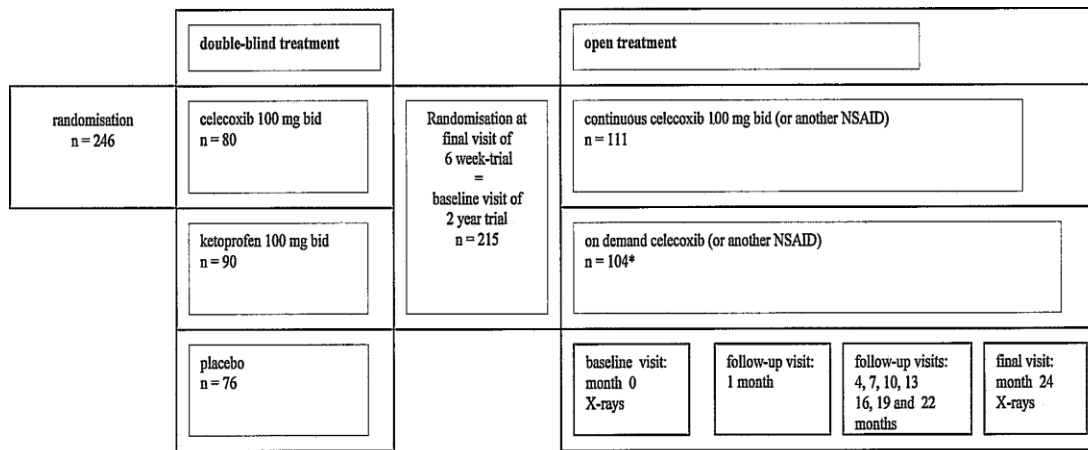 double-blind treatment
open treatment
randomisation
n = 246
celecoxib 100 mg bid
n = 80
Randomisation at
final visit of
6 week-trial
=
baseline visit of
2 year trial
n = 215
continuous celecoxib 100 mg bid (or another NSAID)
n = 111
ketoprofen 100 mg bid
n = 90
on demand celecoxib (or another NSAID)
n = 104*
placebo
n = 76
baseline visit:
month 0
X-rays
follow-up visit:
1 month
follow-up visits:
4, 7, 10, 13
16, 19 and 22
months
final visit:
month 24
X-rays